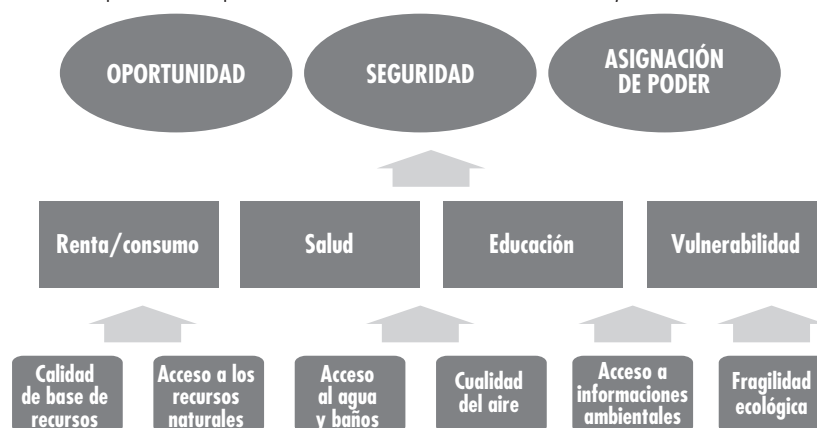 OPORTUNIDAD
SEGURIDAD
ASIGNACIÓN
DE PODER
Renta/consumo
Salud
Educación
Vulnerabilidad
Calidad
de base de
recursos
Acceso a los
recursos
naturales
Acceso
al agua
y baños
Cualidad
del aire
Acceso a
informaciones
ambientales
Fragilidad
ecológica